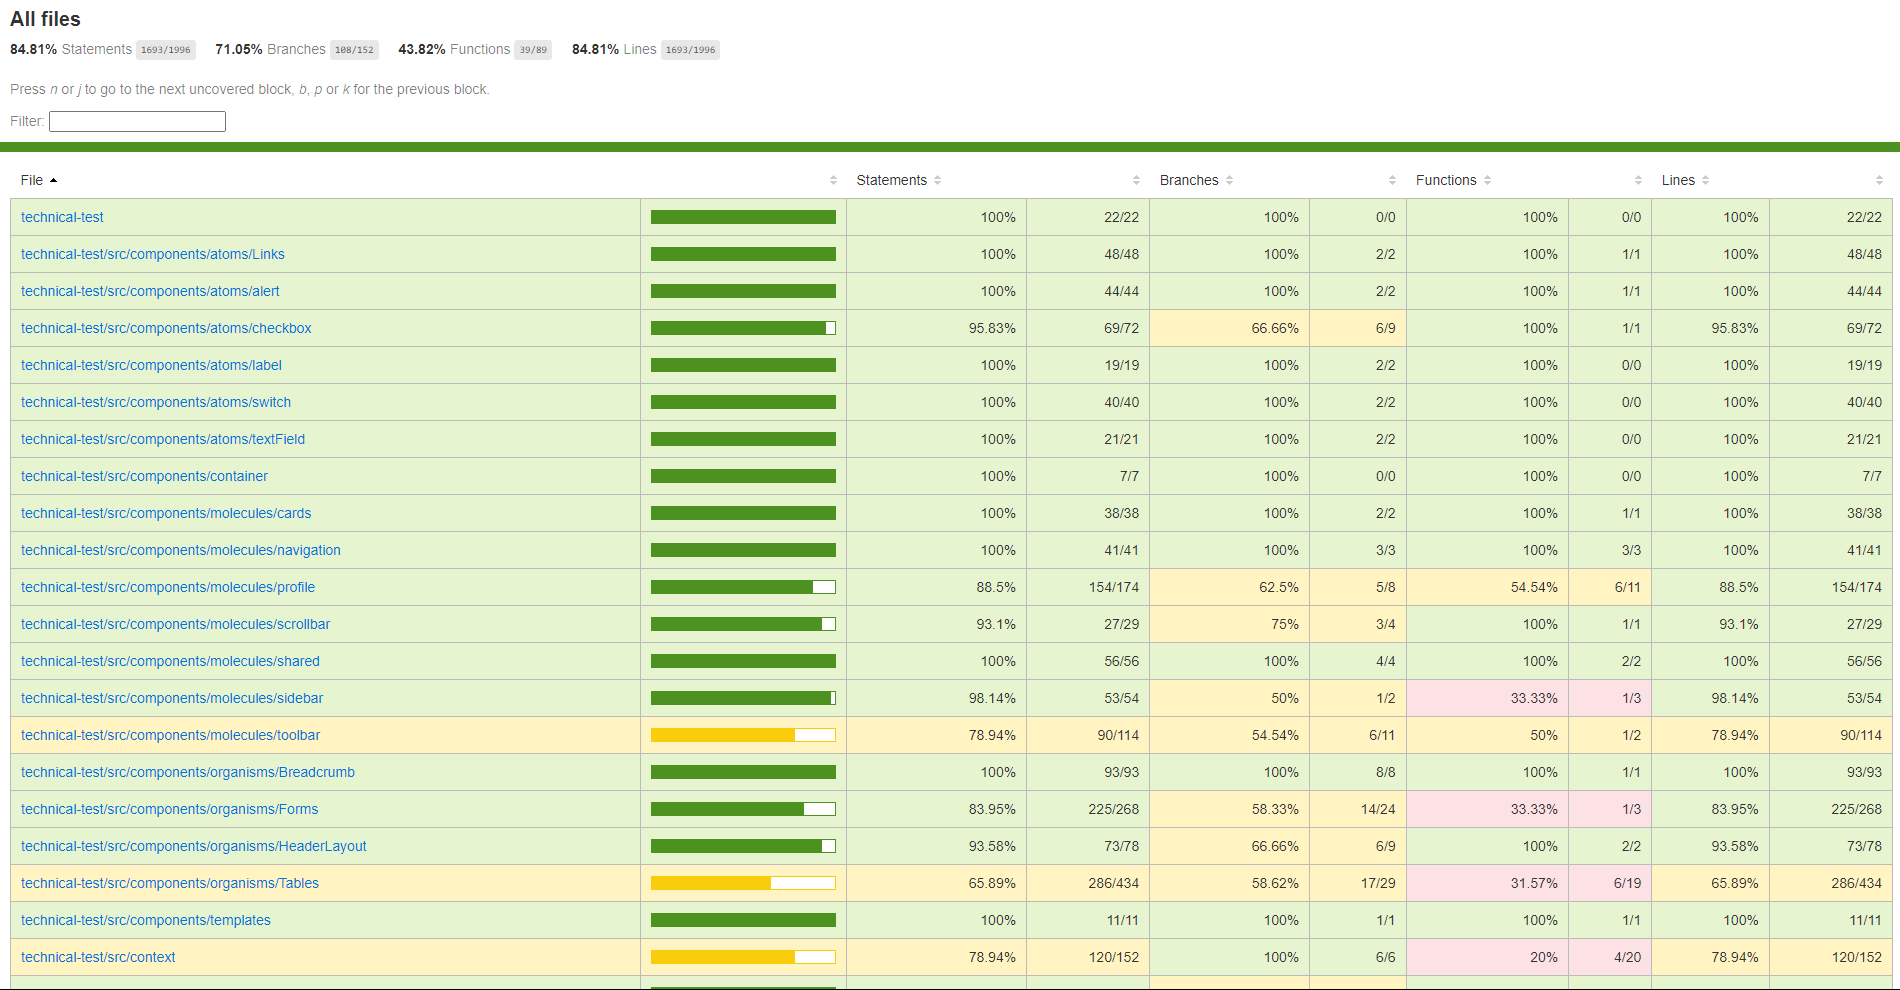 All files
84.81% Statements 1693/1996 71.05% Branches 108/152 43.82% Functions 39/89 84.81% Lines 1693/1996
Press n or j to go to the next uncovered block, b, p or k for the previous block.
Filter:
File Statements Branches Functions Lines
technical-test 100% 22/22 100% 0/0 100% 0/0 100% 22/22
technical-test/src/components/atoms/Links 100% 48/48 100% 2/2 100% 1/1 100% 48/48
technical-test/src/components/atoms/alert 100% 44/44 100% 2/2 100% 1/1 100% 44/44
technical-test/src/components/atoms/checkbox 95.83% 69/72 66.66% 6/9 100% 1/1 95.83% 69/72
technical-test/src/components/atoms/label 100% 19/19 100% 2/2 100% 0/0 100% 19/19
technical-test/src/components/atoms/switch 100% 40/40 100% 2/2 100% 0/0 100% 40/40
technical-test/src/components/atoms/textField 100% 21/21 100% 2/2 100% 0/0 100% 21/21
technical-test/src/components/container 100% 7/7 100% 0/0 100% 0/0 100% 7/7
technical-test/src/components/molecules/cards 100% 38/38 100% 2/2 100% 1/1 100% 38/38
technical-test/src/components/molecules/navigation 100% 41/41 100% 3/3 100% 3/3 100% 41/41
technical-test/src/components/molecules/profile 88.5% 154/174 62.5% 5/8 54.54% 6/11 88.5% 154/174
technical-test/src/components/molecules/scrollbar 93.1% 27/29 75% 3/4 100% 1/1 93.1% 27/29
technical-test/src/components/molecules/shared 100% 56/56 100% 4/4 100% 2/2 100% 56/56
technical-test/src/components/molecules/sidebar 98.14% 53/54 50% 1/2 33.33% 1/3 98.14% 53/54
technical-test/src/components/molecules/toolbar 78.94% 90/114 54.54% 6/11 50% 1/2 78.94% 90/114
technical-test/src/components/organisms/Breadcrumb 100% 93/93 100% 8/8 100% 1/1 100% 93/93
technical-test/src/components/organisms/Forms 83.95% 225/268 58.33% 14/24 33.33% 1/3 83.95% 225/268
technical-test/src/components/organisms/HeaderLayout 93.58% 73/78 66.66% 6/9 100% 2/2 93.58% 73/78
technical-test/src/components/organisms/Tables 65.89% 286/434 58.62% 17/29 31.57% 6/19 65.89% 286/434
technical-test/src/components/templates 100% 11/11 100% 1/1 100% 1/1 100% 11/11
technical-test/src/context 78.94% 120/152 100% 6/6 20% 4/20 78.94% 120/152